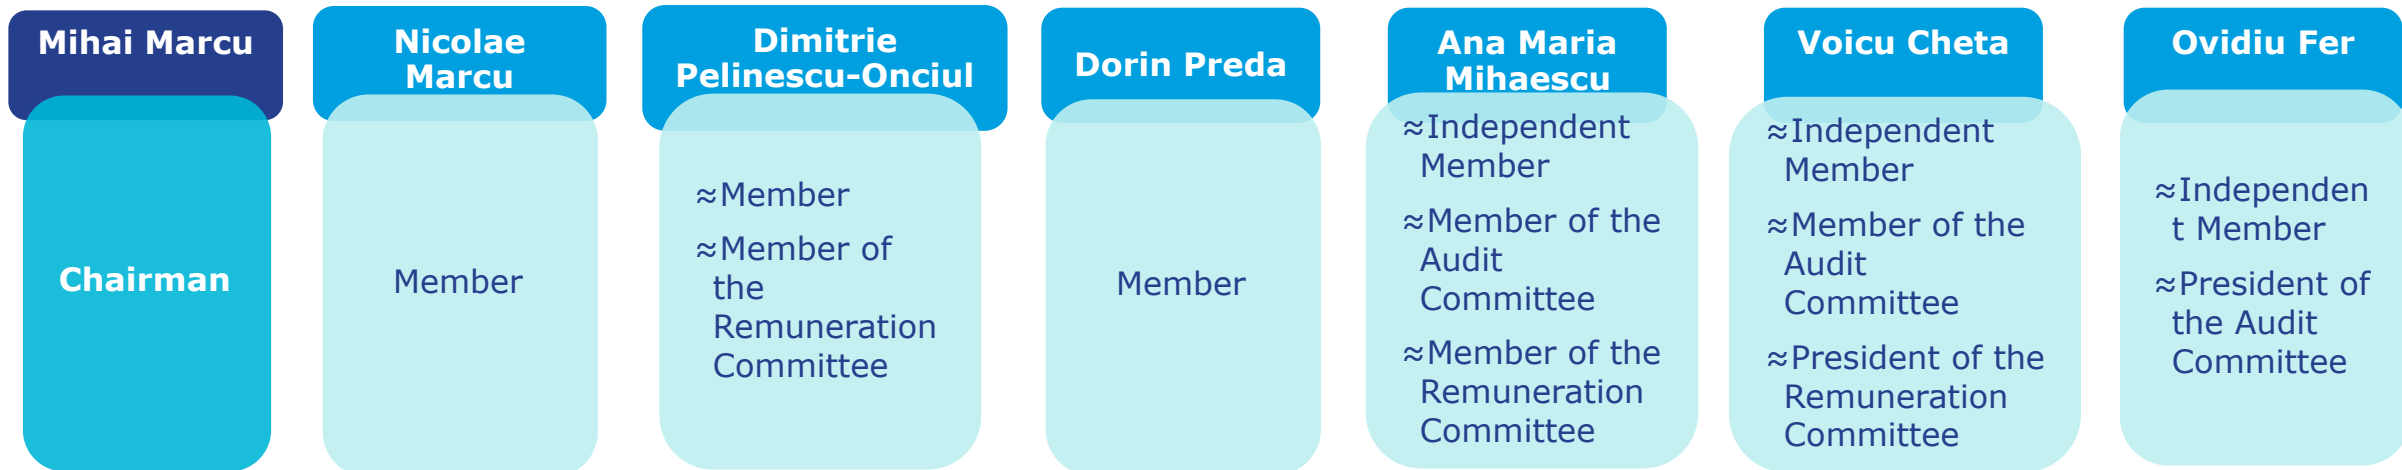 Mihai Marcu
Chairman
Nicolae
Marcu
Member
Dimitrie
Pelinescu-Onciul
≈Member
≈Member of
the
Remuneration
Committee
Dorin Preda
Member
Ana Maria
Mihaescu
≈Independent
Member
≈Member of the
Audit
Committee
≈Member of the
Remuneration
Committee
Voicu Cheta
≈Independent
Member
≈Member of the
Audit
Committee
≈President of the
Remuneration
Committee
Ovidiu Fer
≈Independen
t Member
≈President of
the Audit
Committee